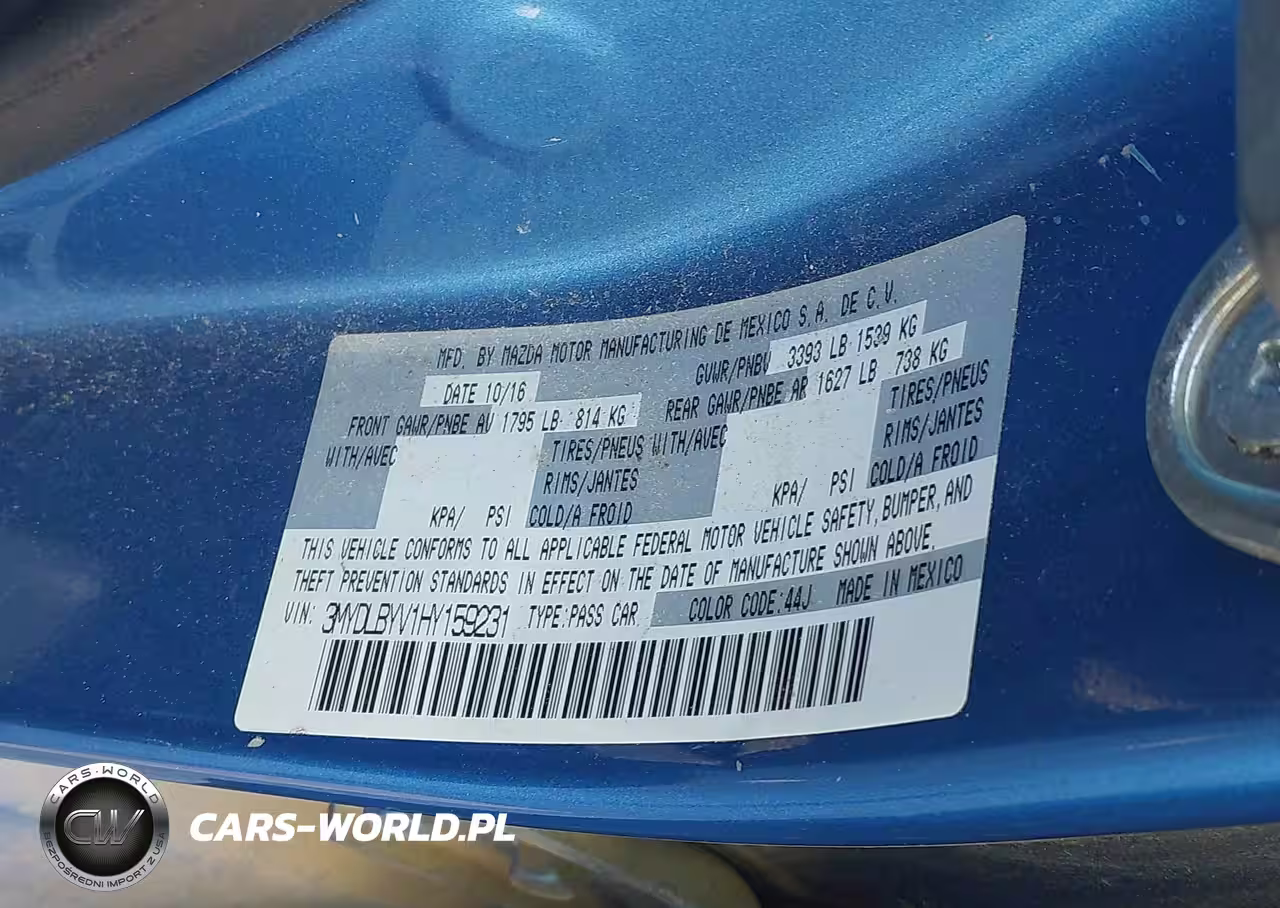 MFD. BY MAZDA MOTOR MANUFACTURING DE MEXICO S.A. DE C.V.
DATE 10/16 GVWR/PNBV 3393 LB 1539 KG
FRONT GAWR/PNBE AV 1795 LB 814 KG REAR GAWR/PNBE AR 1627 LB 738 KG
WITH/AVEC TIRES/PNEUS WITH/AVEC TIRES/PNEUS
RIMS/JANTES RIMS/JANTES
KPA/ PSI COLD/A FROID KPA/ PSI COLD/A FROID
THIS VEHICLE CONFORMS TO ALL APPLICABLE FEDERAL MOTOR VEHICLE SAFETY, BUMPER, AND
THEFT PREVENTION STANDARDS IN EFFECT ON THE DATE OF MANUFACTURE SHOWN ABOVE.
VIN: 3MYDLBYV1HY159231 TYPE:PASS CAR COLOR CODE:44J MADE IN MEXICO
CARS-WORLD
CW
BEZPOŚREDNI IMPORT Z USA
CARS-WORLD.PL